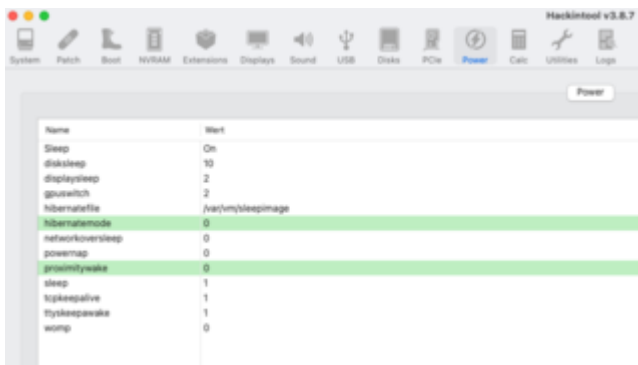 Hackintool v3.8.7
System Patch Boot NVRAM Extensions Displays Sound USB Disks PCIe Power Calc Utilities Logs
Power
Name Wert
Sleep On
disksleep 10
displaysleep 2
gpuswitch 2
hibernatefile /var/vm/sleepimage
hibernatemode 0
networkoversleep 0
powernap 0
proximitywake 0
sleep 1
tcpkeepalive 1
ttyskeepawake 1
womp 0